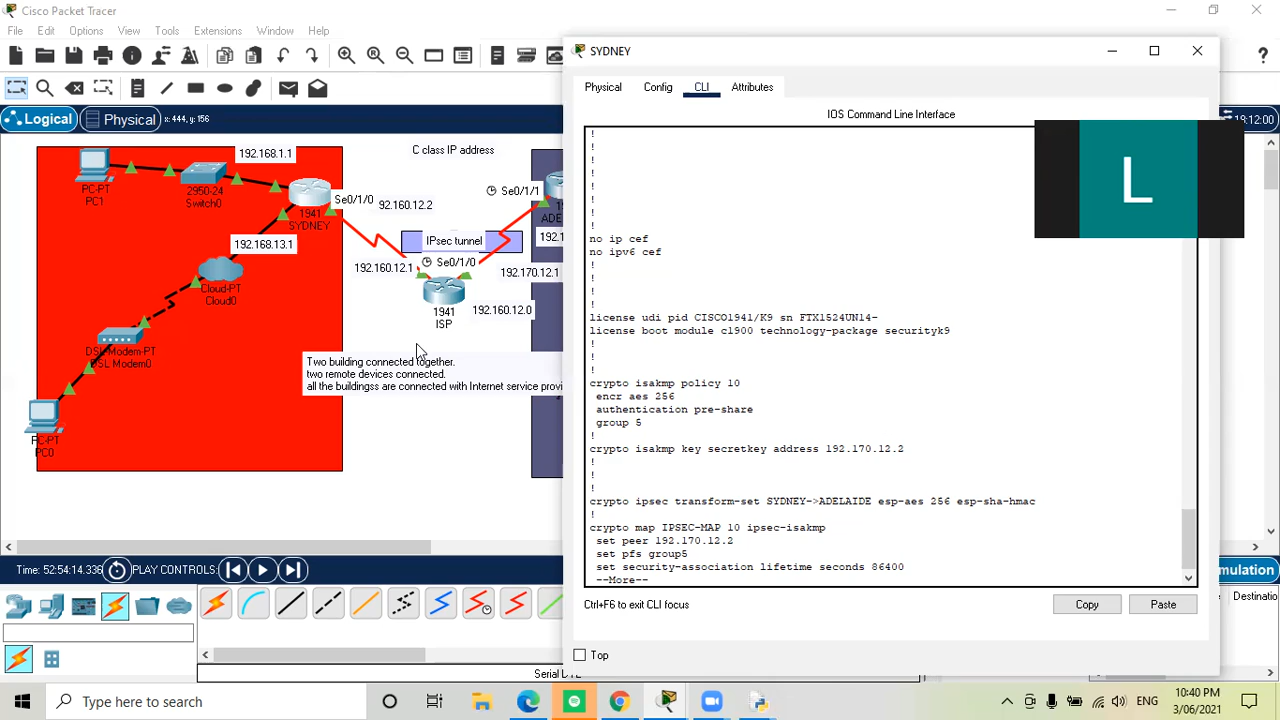 Cisco Packet Tracer
File Edit Options View Tools Extensions Window Help
Logical Physical x: 444, y: 156
19:12:00
192.168.1.1
C class IP address
PC-PT
PC1
2950-24
Switch0
1941
SYDNEY
Se0/1/0
92.160.12.2
Se0/1/1
ADE
192.1
192.168.13.1
IPsec tunnel
192.160.12.1
Se0/1/0
192.170.12.1
Cloud-PT
Cloud0
1941
ISP
192.160.12.0
DSL-Modem-PT
DSL Modem0
Two building connected together.
two remote devices connected.
all the buildingss are connected with Internet service provi
PC-PT
PC0
Time: 52:54:14.336 PLAY CONTROLS:
Serial DTE
SYDNEY
Physical Config CLI Attributes
IOS Command Line Interface
!
!
!
!
!
!
!
!
no ip cef
no ipv6 cef
!
!
!
!
license udi pid CISCO1941/K9 sn FTX1524UN14-
license boot module c1900 technology-package securityk9
!
!
!
crypto isakmp policy 10
encr aes 256
authentication pre-share
group 5
!
crypto isakmp key secretkey address 192.170.12.2
!
!
!
crypto ipsec transform-set SYDNEY->ADELAIDE esp-aes 256 esp-sha-hmac
!
crypto map IPSEC-MAP 10 ipsec-isakmp
set peer 192.170.12.2
set pfs group5
set security-association lifetime seconds 86400
--More--
Ctrl+F6 to exit CLI focus
Copy Paste
Top
L
mulation
Destinatio
Type here to search
ENG
10:40 PM
3/06/2021